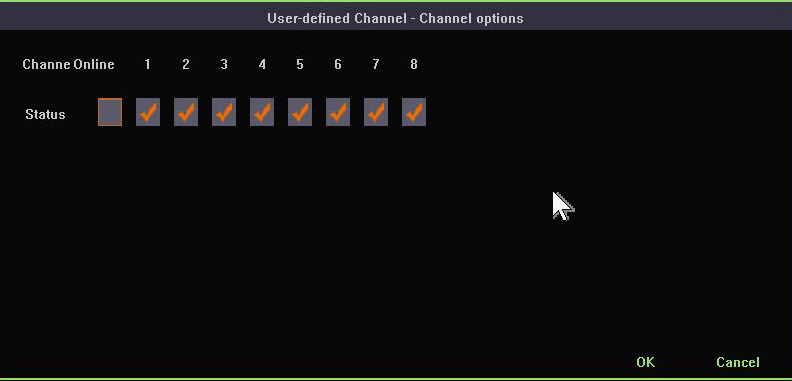 User-defined Channel - Channel options
Channe Online 1 2 3 4 5 6 7 8
Status
OK Cancel